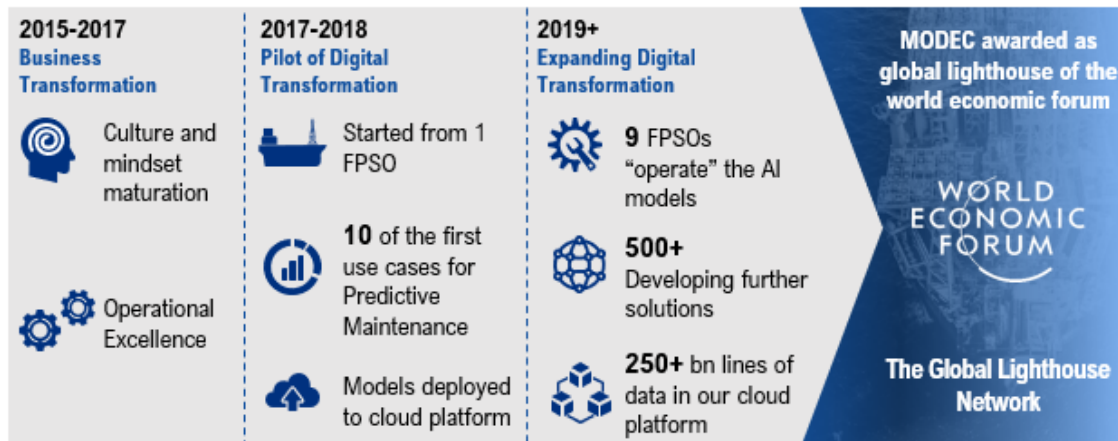 2015-2017
Business
Transformation
Culture and
mindset
maturation
Operational
Excellence
2017-2018
Pilot of Digital
Transformation
Started from 1
FPSO
10 of the first
use cases for
Predictive
Maintenance
Models deployed
to cloud platform
2019+
Expanding Digital
Transformation
9 FPSOs
“operate” the AI
models
500+
Developing further
solutions
250+ bn lines of
data in our cloud
platform
MODEC awarded as
global lighthouse of the
world economic forum
WORLD
ECONOMIC
FORUM
The Global Lighthouse
Network